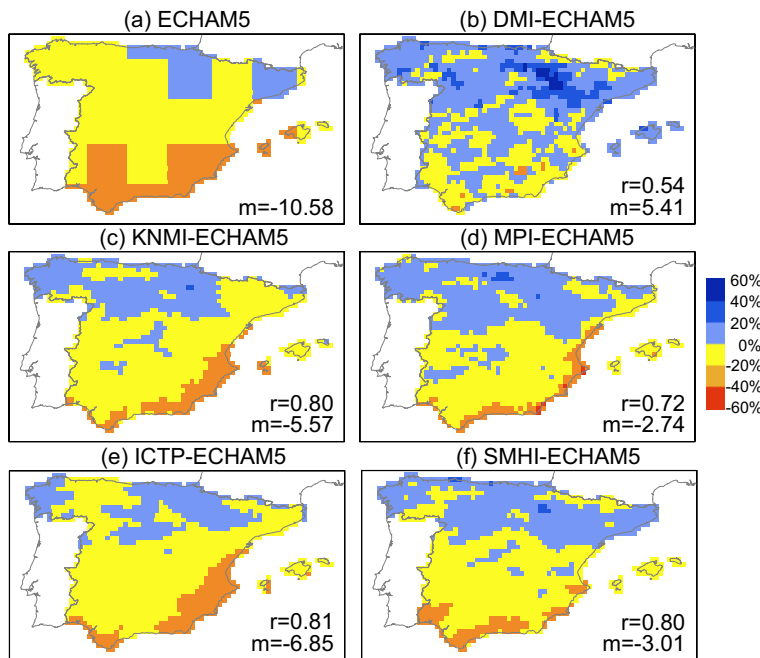 (a) ECHAM5
m=-10.58
(b) DMI-ECHAM5
r=0.54
m=5.41
(c) KNMI-ECHAM5
r=0.80
m=-5.57
(d) MPI-ECHAM5
r=0.72
m=-2.74
60%
40%
20%
0%
-20%
-40%
-60%
(e) ICTP-ECHAM5
r=0.81
m=-6.85
(f) SMHI-ECHAM5
r=0.80
m=-3.01